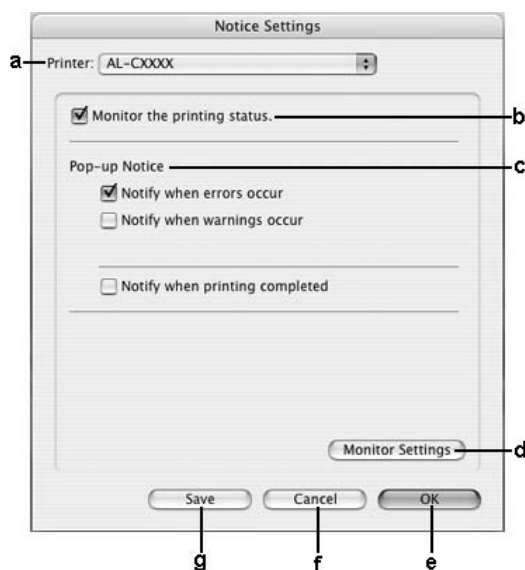 Notice Settings
a Printer: AL-CXXXX
Monitor the printing status. b
Pop-up Notice c
Notify when errors occur
Notify when warnings occur
Notify when printing completed
Monitor Settings d
Save Cancel OK
g f e